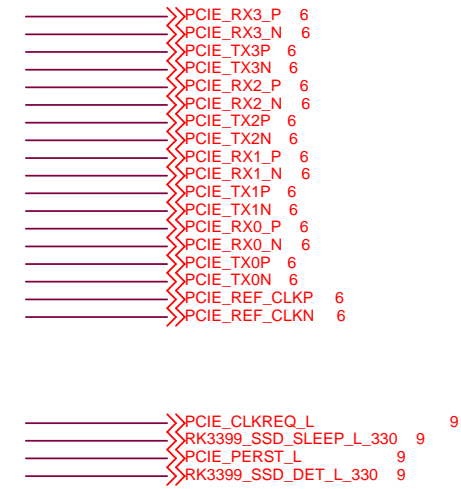 PCIE_RX3_P 6
PCIE_RX3_N 6
PCIE_TX3P 6
PCIE_TX3N 6
PCIE_RX2_P 6
PCIE_RX2_N 6
PCIE_TX2P 6
PCIE_TX2N 6
PCIE_RX1_P 6
PCIE_RX1_N 6
PCIE_TX1P 6
PCIE_TX1N 6
PCIE_RX0_P 6
PCIE_RX0_N 6
PCIE_TX0P 6
PCIE_TX0N 6
PCIE_REF_CLKP 6
PCIE_REF_CLKN 6
PCIE_CLKREQ_L 9
RK3399_SSD_SLEEP_L_330 9
PCIE_PERST_L 9
RK3399_SSD_DET_L_330 9